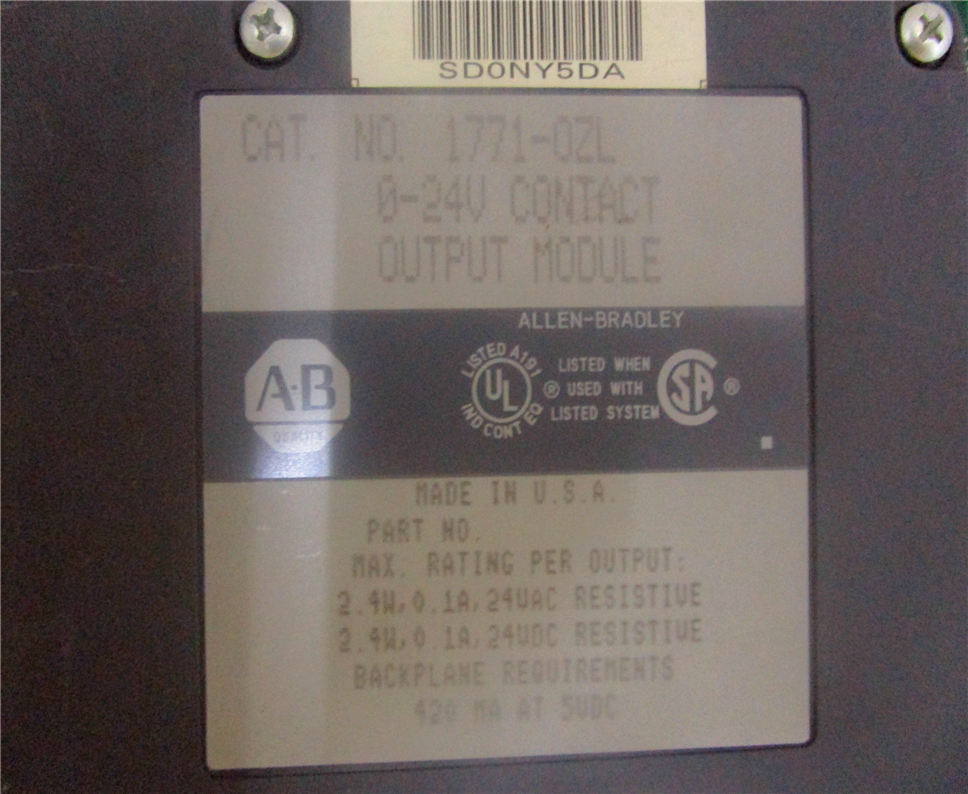 SD0NY5DA
CAT. NO. 1771-OZL
0-24V CONTACT
OUTPUT MODULE
ALLEN-BRADLEY
A·B
QUALITY
LISTED A191
UL
IND CONT EQ
®
LISTED WHEN
USED WITH
LISTED SYSTEM
SA
®
MADE IN U.S.A.
PART NO.
MAX. RATING PER OUTPUT:
2.4W,0.1A,24VAC RESISTIVE
2.4W,0.1A,24VDC RESISTIVE
BACKPLANE REQUIREMENTS
420 MA AT 5VDC